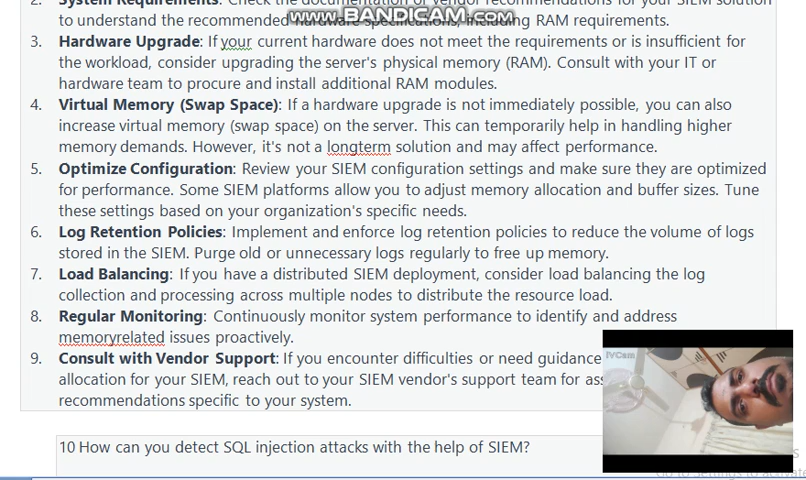 2. System Requirements: Check the documentation or vendor recommendations for your SIEM solution
www.BANDICAM.com
to understand the recommended hardware specifications, including RAM requirements.
3. Hardware Upgrade: If your current hardware does not meet the requirements or is insufficient for
the workload, consider upgrading the server's physical memory (RAM). Consult with your IT or
hardware team to procure and install additional RAM modules.
4. Virtual Memory (Swap Space): If a hardware upgrade is not immediately possible, you can also
increase virtual memory (swap space) on the server. This can temporarily help in handling higher
memory demands. However, it's not a longterm solution and may affect performance.
5. Optimize Configuration: Review your SIEM configuration settings and make sure they are optimized
for performance. Some SIEM platforms allow you to adjust memory allocation and buffer sizes. Tune
these settings based on your organization's specific needs.
6. Log Retention Policies: Implement and enforce log retention policies to reduce the volume of logs
stored in the SIEM. Purge old or unnecessary logs regularly to free up memory.
7. Load Balancing: If you have a distributed SIEM deployment, consider load balancing the log
collection and processing across multiple nodes to distribute the resource load.
8. Regular Monitoring: Continuously monitor system performance to identify and address
memoryrelated issues proactively.
9. Consult with Vendor Support: If you encounter difficulties or need guidance
allocation for your SIEM, reach out to your SIEM vendor's support team for ass
recommendations specific to your system.
iVCam
10 How can you detect SQL injection attacks with the help of SIEM?
Go to Settings to activate